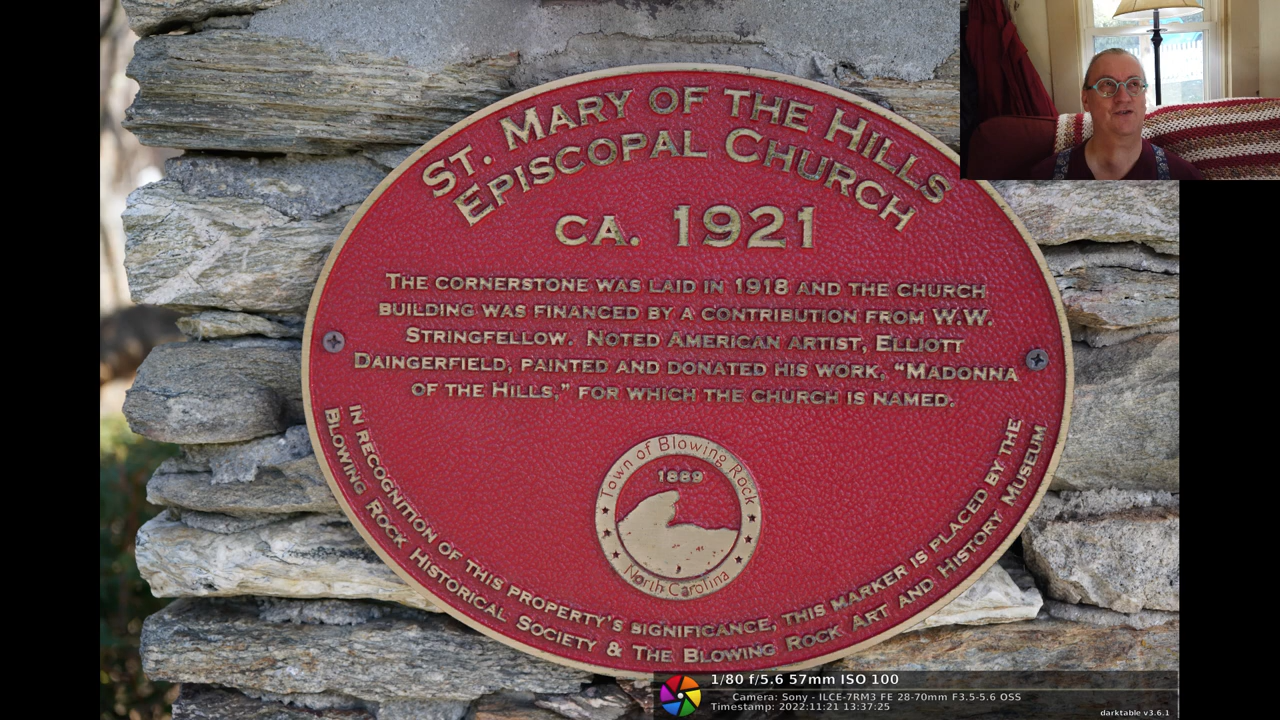 ST. MARY OF THE HILLS
EPISCOPAL CHURCH
CA. 1921
THE CORNERSTONE WAS LAID IN 1918 AND THE CHURCH
BUILDING WAS FINANCED BY A CONTRIBUTION FROM W.W.
STRINGFELLOW. NOTED AMERICAN ARTIST, ELLIOTT
DAINGERFIELD, PAINTED AND DONATED HIS WORK, “MADONNA
OF THE HILLS,” FOR WHICH THE CHURCH IS NAMED.
Town of Blowing Rock
1889
North Carolina
IN RECOGNITION OF THIS PROPERTY'S SIGNIFICANCE, THIS MARKER IS PLACED BY THE
BLOWING ROCK HISTORICAL SOCIETY & THE BLOWING ROCK ART AND HISTORY MUSEUM
1/80 f/5.6 57mm ISO 100
Camera: Sony - ILCE-7RM3 FE 28-70mm F3.5-5.6 OSS
Timestamp: 2022:11:21 13:37:25
darktable v3.6.1